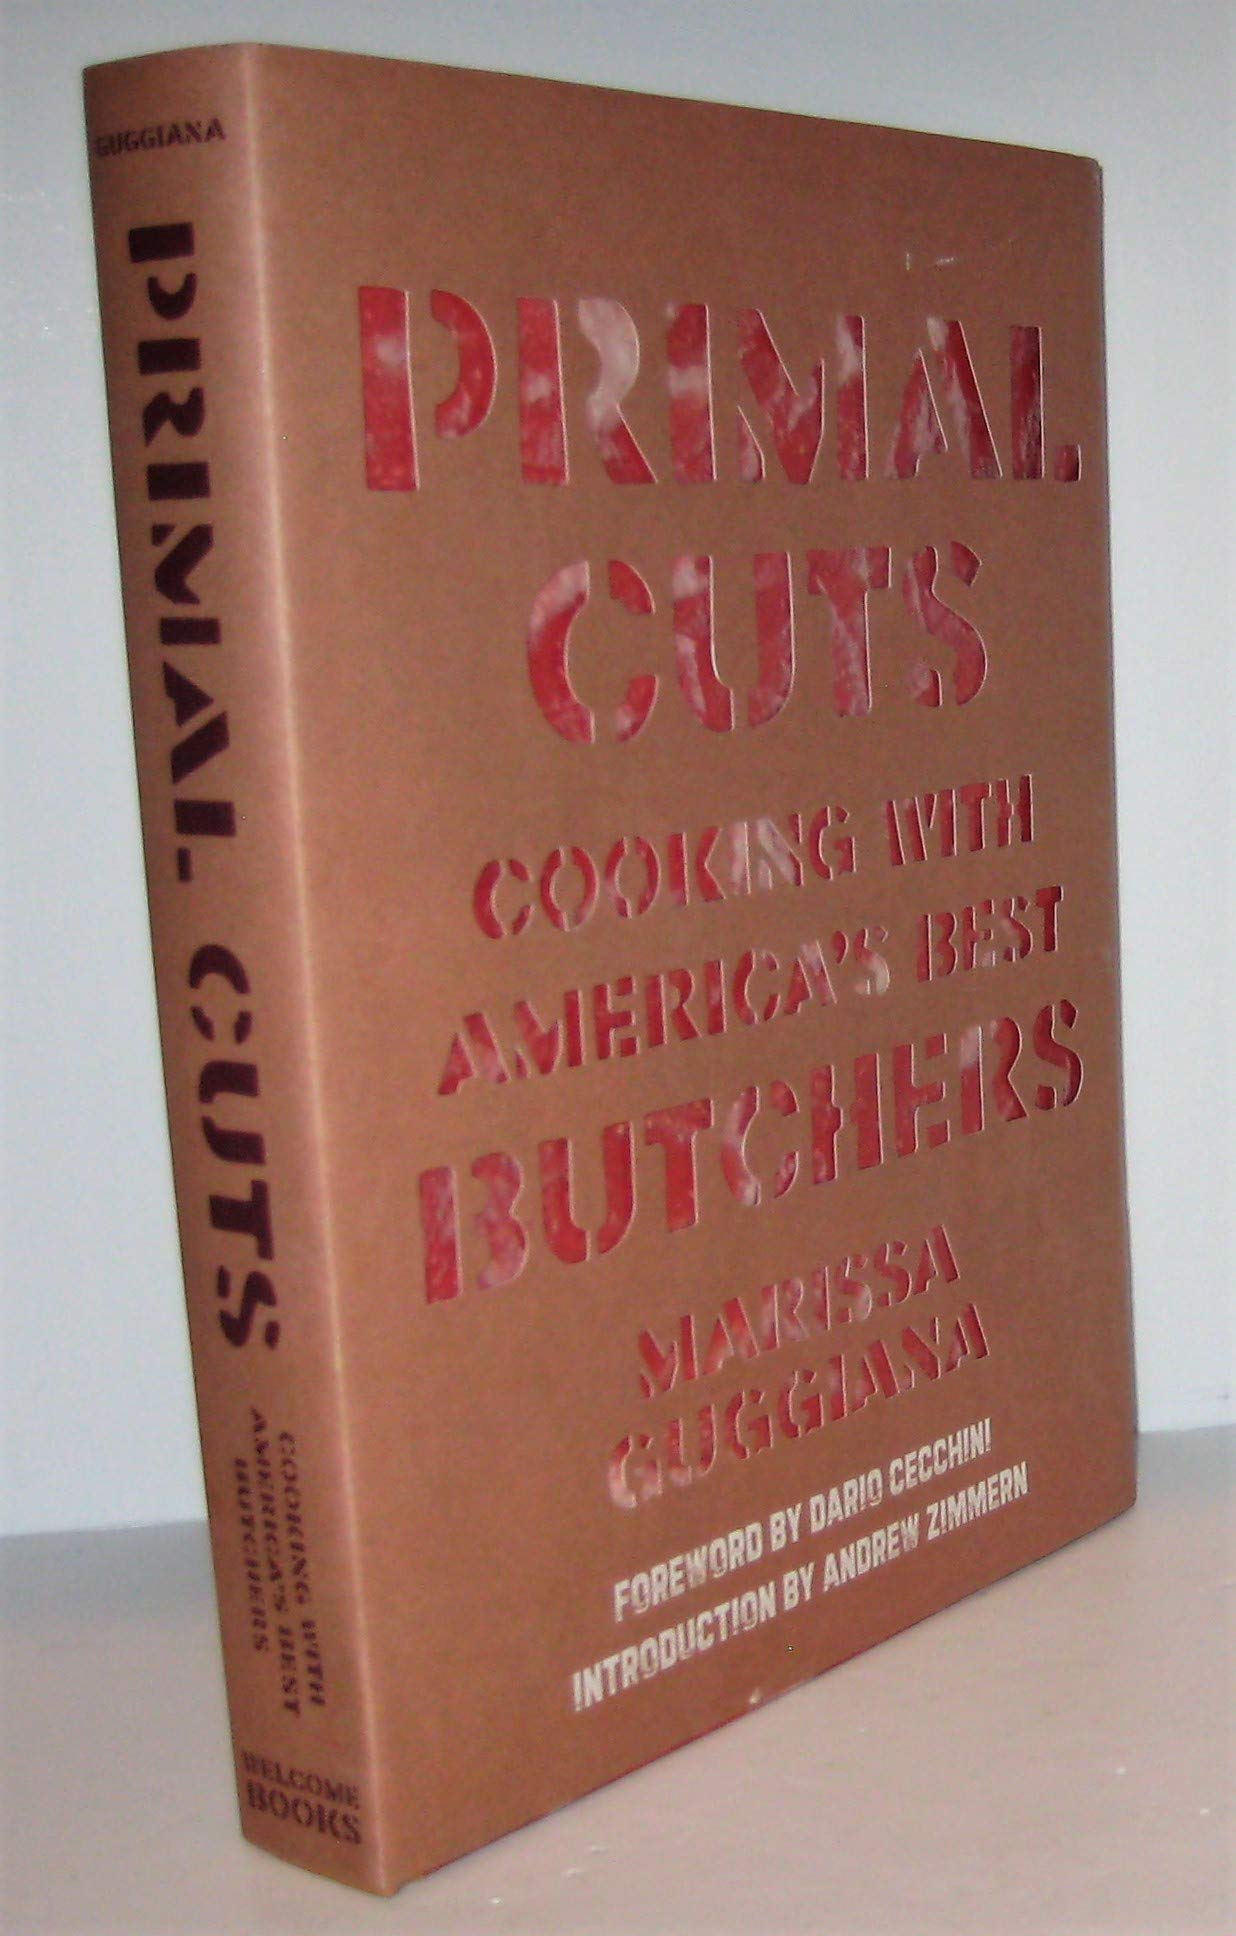 GUGGIANA
PRIMAL CUTS
COOKING WITH
AMERICA'S BEST
BUTCHERS
WELCOME
BOOKS
PRIMAL
CUTS
COOKING WITH
AMERICA'S BEST
BUTCHERS
MARISSA
GUGGIANA
FOREWORD BY DARIO CECCHINI
INTRODUCTION BY ANDREW ZIMMERN